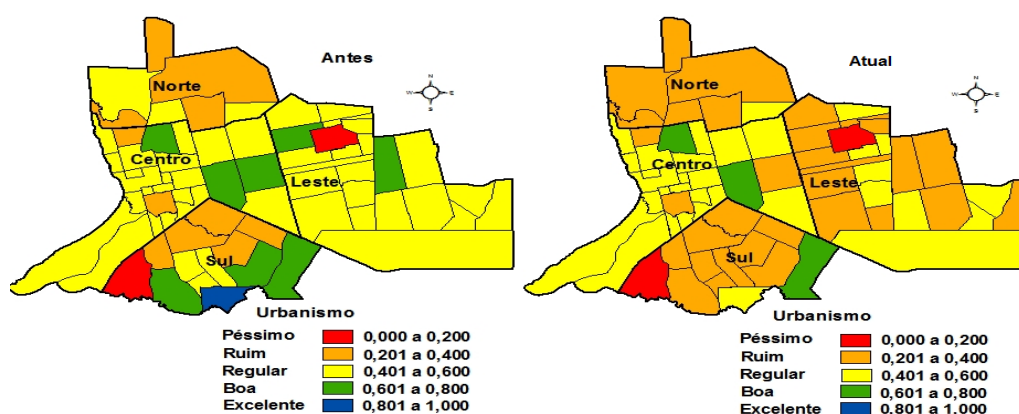 Antes
Norte
N
W E
S
Centro
Leste
Sul
Urbanismo
Péssimo 0,000 a 0,200
Ruim 0,201 a 0,400
Regular 0,401 a 0,600
Boa 0,601 a 0,800
Excelente 0,801 a 1,000
Atual
Norte
N
W E
S
Centro
Leste
Sul
Urbanismo
Péssimo 0,000 a 0,200
Ruim 0,201 a 0,400
Regular 0,401 a 0,600
Boa 0,601 a 0,800
Excelente 0,801 a 1,000